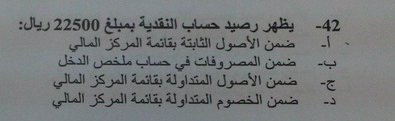 42- يظهر رصيد حساب النقدية بمبلغ 22500 ريال:
أ- ضمن الأصول الثابتة بقائمة المركز المالي
ب- ضمن المصروفات في حساب ملخص الدخل
ج- ضمن الأصول المتداولة بقائمة المركز المالي
د- ضمن الخصوم المتداولة بقائمة المركز المالي